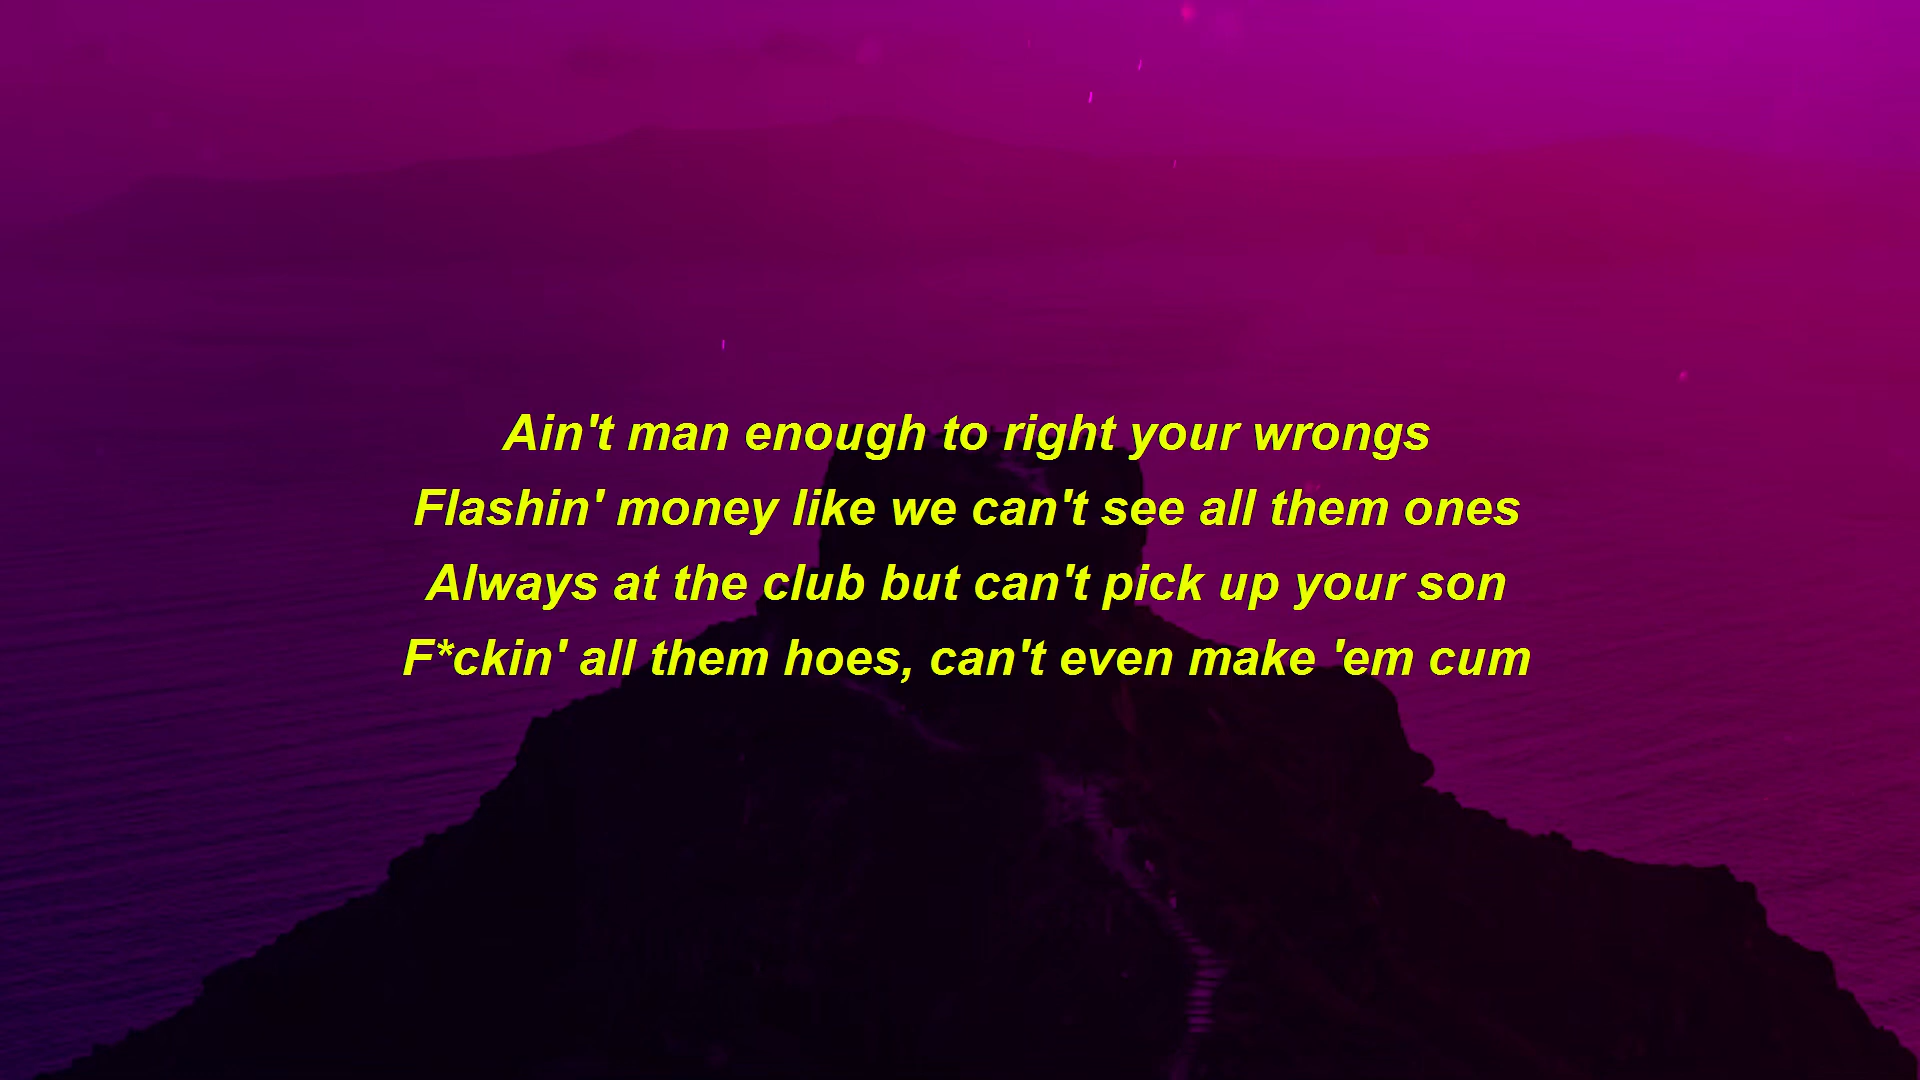 Ain't man enough to right your wrongs
Flashin' money like we can't see all them ones
Always at the club but can't pick up your son
F*ckin' all them hoes, can't even make 'em cum